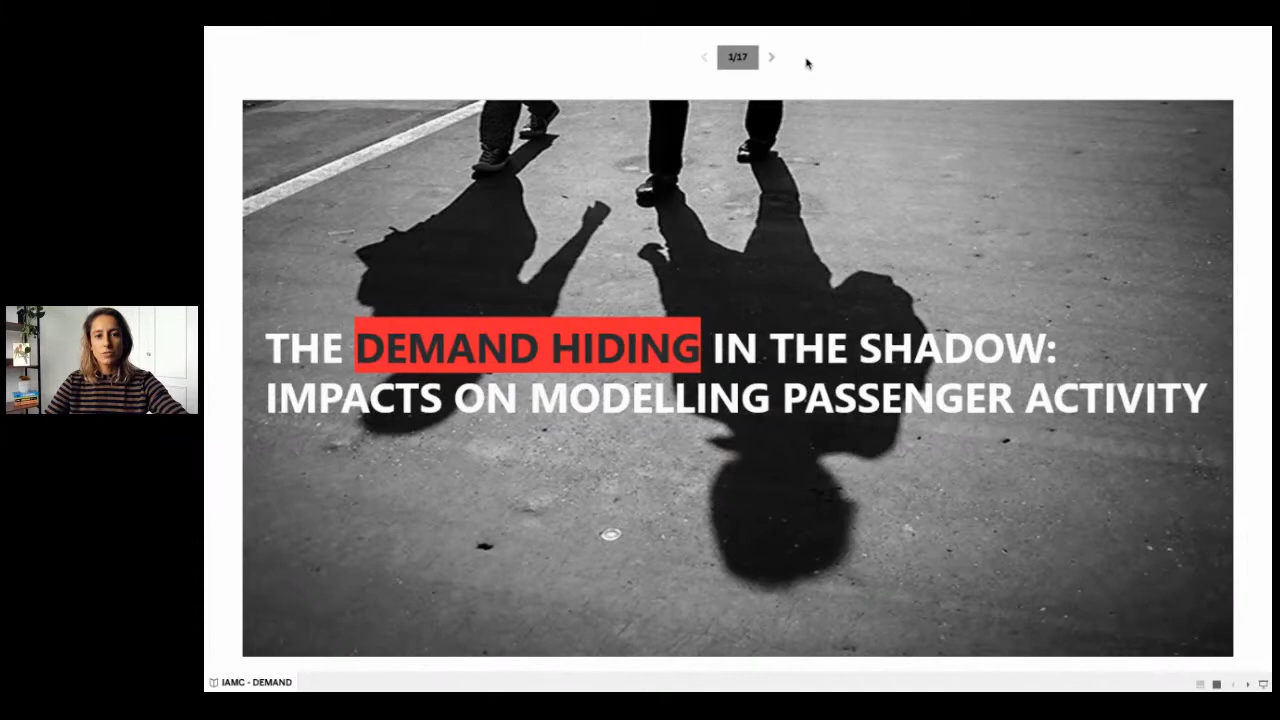 1/17
THE DEMAND HIDING IN THE SHADOW:
IMPACTS ON MODELLING PASSENGER ACTIVITY
IAMC - DEMAND